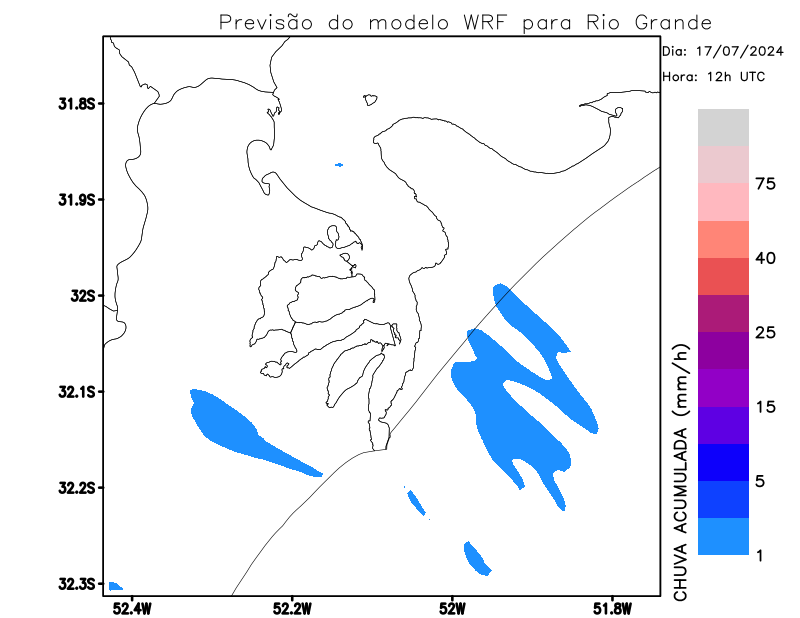 Previsão do modelo WRF para Rio Grande
Dia: 17/07/2024
Hora: 12h UTC
31.8S
31.9S
32S
32.1S
32.2S
32.3S
52.4W
52.2W
52W
51.8W
75
40
25
15
5
1
CHUVA ACUMULADA (mm/h)